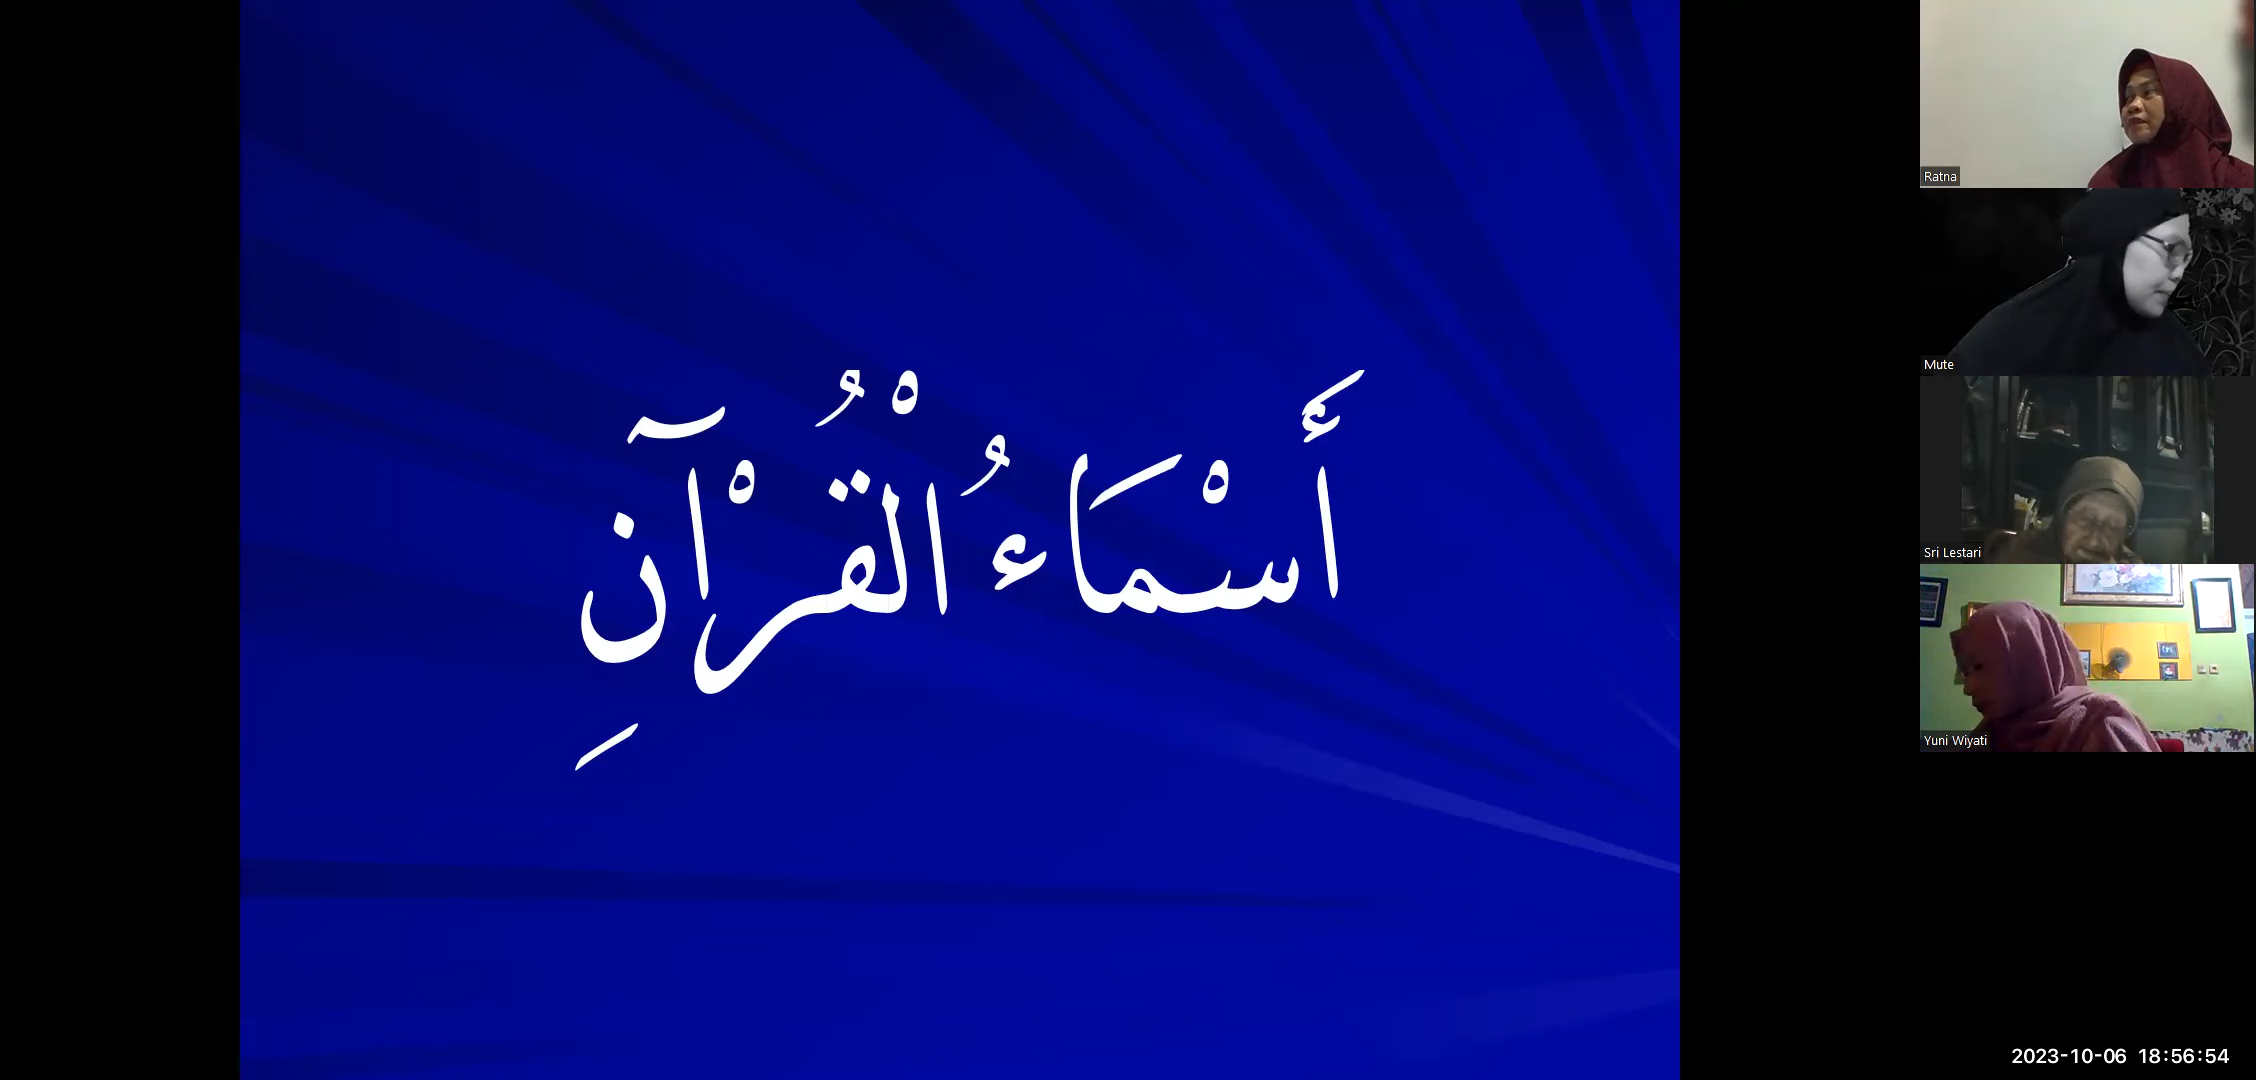 أَسْمَاءُ الْقُرْآنِ
Ratna
Mute
Sri Lestari
Yuni Wiyati
2023-10-06 18:56:54